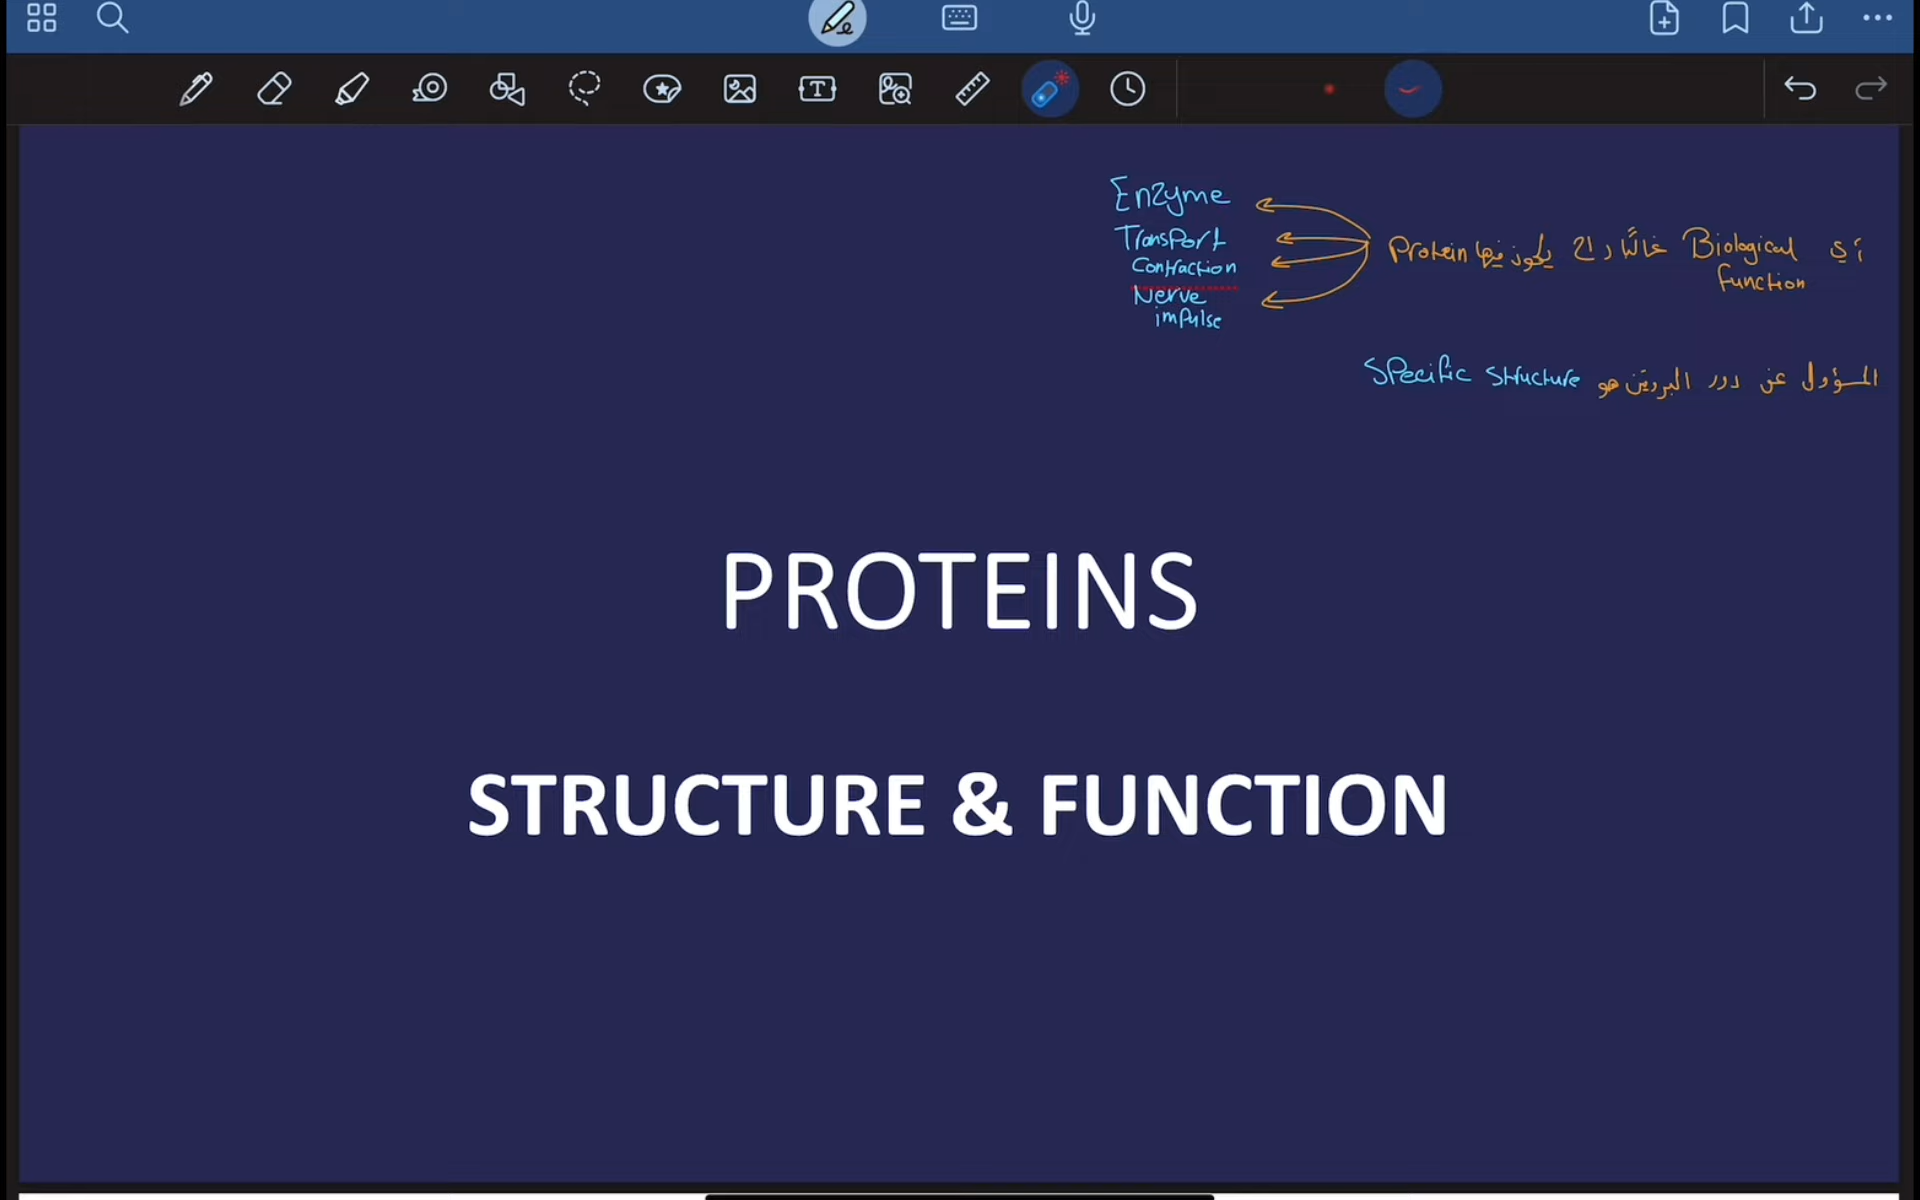 Enzyme
Transport
Contraction
Nerve
impulse
أي Biological غالبًا راح يكون فيها Protein
function
المسؤول عن دور البروتين هو Specific structure
PROTEINS
STRUCTURE & FUNCTION